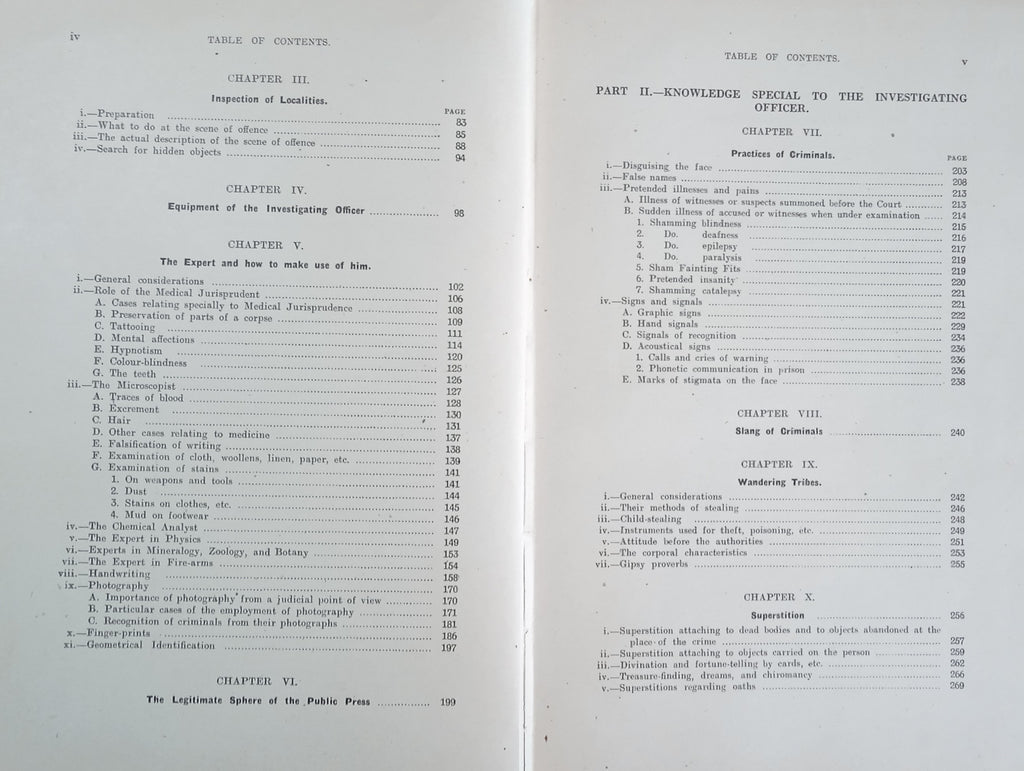 iv
TABLE OF CONTENTS.
CHAPTER III.
Inspection of Localities.
PAGE
i.—Preparation ........ 83
ii.—What to do at the scene of offence ........ 85
iii.—The actual description of the scene of offence ........ 88
iv.—Search for hidden objects ........ 94
CHAPTER IV.
Equipment of the Investigating Officer ........ 98
CHAPTER V.
The Expert and how to make use of him.
i.—General considerations ........ 102
ii.—Role of the Medical Jurisprudent ........ 106
A. Cases relating specially to Medical Jurisprudence ........ 108
B. Preservation of parts of a corpse ........ 109
C. Tattooing ........ 111
D. Mental affections ........ 114
E. Hypnotism ........ 120
F. Colour-blindness ........ 125
G. The teeth ........ 126
iii.—The Microscopist ........ 127
A. Traces of blood ........ 128
B. Excrement ........ 130
C. Hair ........ 131
D. Other cases relating to medicine ........ 137
E. Falsification of writing ........ 138
F. Examination of cloth, woollens, linen, paper, etc. ........ 139
G. Examination of stains ........ 141
1. On weapons and tools ........ 141
2. Dust ........ 144
3. Stains on clothes, etc. ........ 145
4. Mud on footwear ........ 146
iv.—The Chemical Analyst ........ 147
v.—The Expert in Physics ........ 149
vi.—Experts in Mineralogy, Zoology, and Botany ........ 153
vii.—The Expert in Fire-arms ........ 154
viii.—Handwriting ........ 158
ix.—Photography ........ 170
A. Importance of photography from a judicial point of view ........ 170
B. Particular cases of the employment of photography ........ 171
C. Recognition of criminals from their photographs ........ 181
x.—Finger-prints ........ 186
xi.—Geometrical Identification ........ 197
CHAPTER VI.
The Legitimate Sphere of the Public Press ........ 199
TABLE OF CONTENTS.
v
PART II.—KNOWLEDGE SPECIAL TO THE INVESTIGATING
OFFICER.
CHAPTER VII.
Practices of Criminals.
PAGE
i.—Disguising the face ........ 203
ii.—False names ........ 208
iii.—Pretended illnesses and pains ........ 213
A. Illness of witnesses or suspects summoned before the Court ........ 213
B. Sudden illness of accused or witnesses when under examination ...... 214
1. Shamming blindness ........ 215
2. Do. deafness ........ 216
3. Do. epilepsy ........ 217
4. Do. paralysis ........ 219
5. Sham Fainting Fits ........ 219
6. Pretended insanity ........ 220
7. Shamming catalepsy ........ 221
iv.—Signs and signals ........ 221
A. Graphic signs ........ 222
B. Hand signals ........ 229
C. Signals of recognition ........ 234
D. Acoustical signs ........ 236
1. Calls and cries of warning ........ 236
2. Phonetic communication in prison ........ 236
E. Marks of stigmata on the face ........ 238
CHAPTER VIII.
Slang of Criminals ........ 240
CHAPTER IX.
Wandering Tribes.
i.—General considerations ........ 242
ii.—Their methods of stealing ........ 246
iii.—Child-stealing ........ 248
iv.—Instruments used for theft, poisoning, etc. ........ 249
v.—Attitude before the authorities ........ 251
vi.—The corporal characteristics ........ 253
vii.—Gipsy proverbs ........ 255
CHAPTER X.
Superstition ........ 256
i.—Superstition attaching to dead bodies and to objects abandoned at the
place of the crime ........ 257
ii.—Superstition attaching to objects carried on the person ........ 259
iii.—Divination and fortune-telling by cards, etc. ........ 262
iv.—Treasure-finding, dreams, and chiromancy ........ 266
v.—Superstitions regarding oaths ........ 269